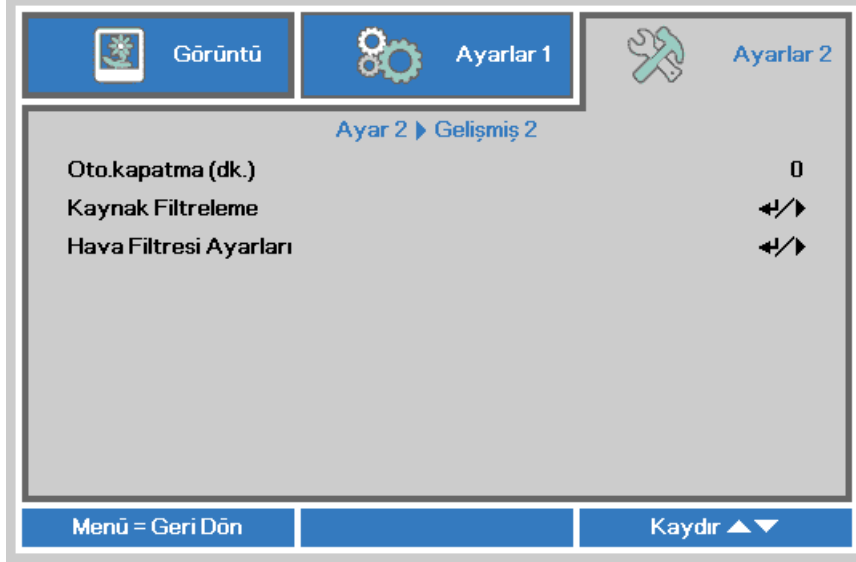 Görüntü
Ayarlar 1
Ayarlar 2
Ayar 2 ▶ Gelişmiş 2
Oto.kapatma (dk.) 0
Kaynak Filtreleme ↵/▶
Hava Filtresi Ayarları ↵/▶
Menü = Geri Dön
Kaydır ▲▼